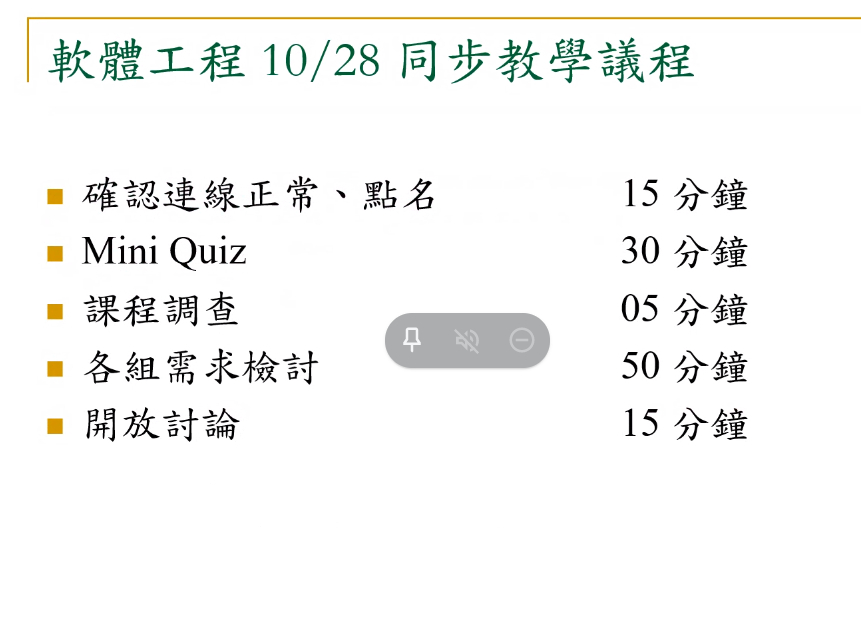 軟體工程 10/28 同步教學議程
確認連線正常、點名 15 分鐘
Mini Quiz 30 分鐘
課程調查 05 分鐘
各組需求檢討 50 分鐘
開放討論 15 分鐘